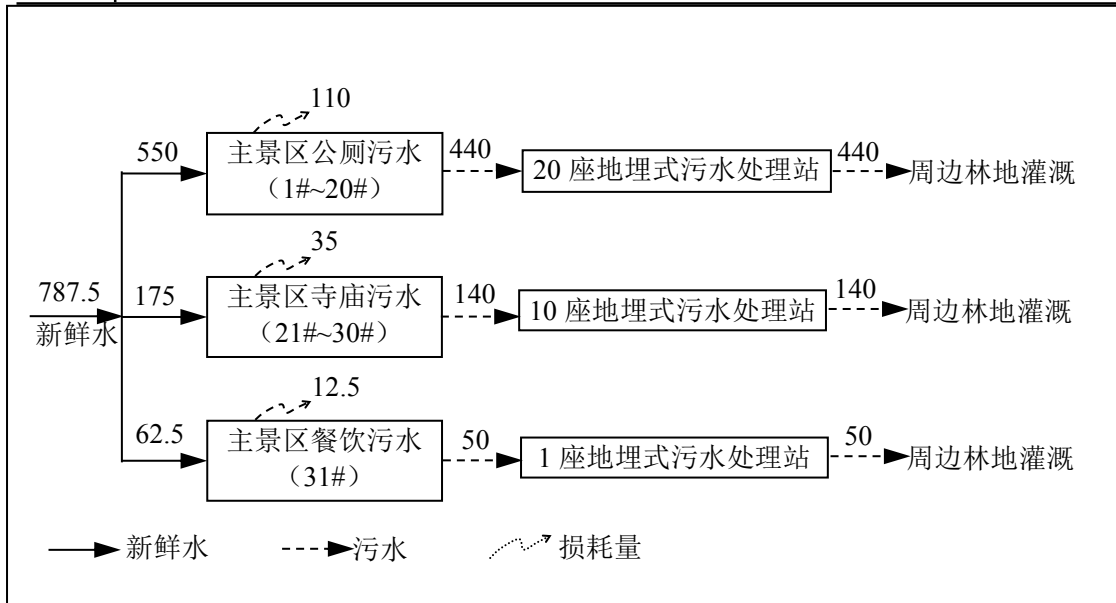 110
550
主景区公厕污水
（1#~20#）
440
20 座地埋式污水处理站
440
周边林地灌溉
35
787.5
新鲜水
175
主景区寺庙污水
（21#~30#）
140
10 座地埋式污水处理站
140
周边林地灌溉
12.5
62.5
主景区餐饮污水
（31#）
50
1 座地埋式污水处理站
50
周边林地灌溉
新鲜水
污水
损耗量